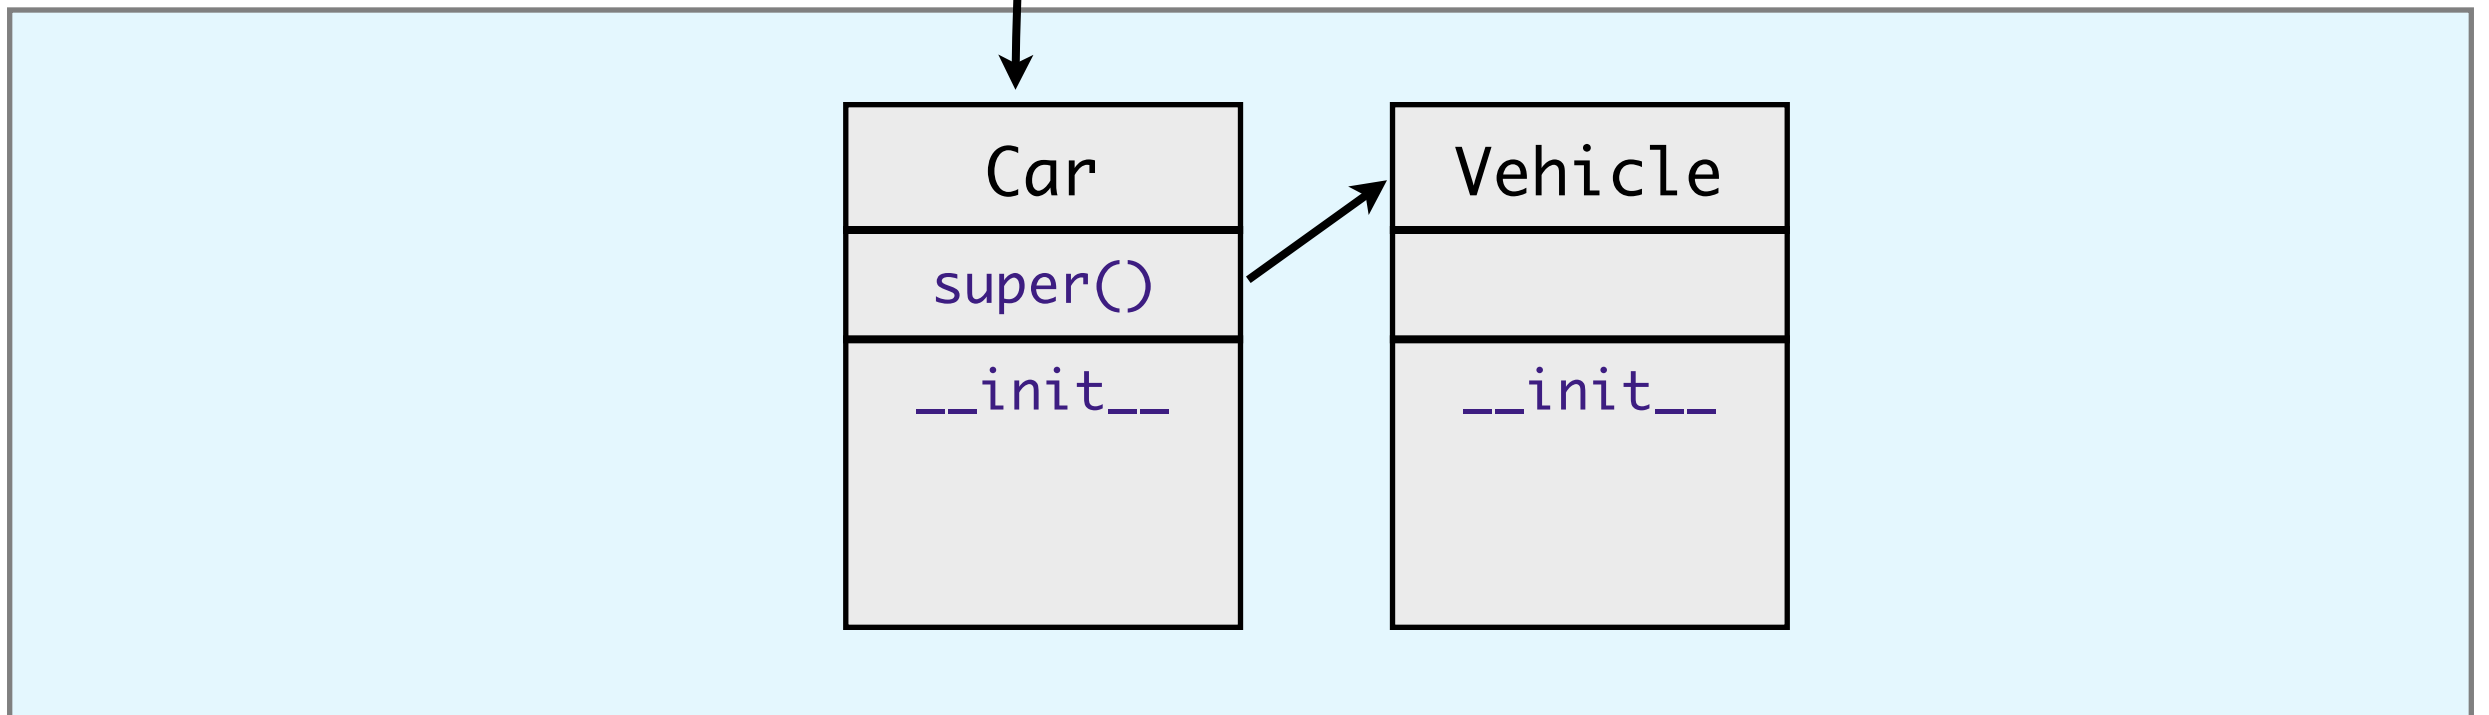 Car
super()
__init__
Vehicle
__init__